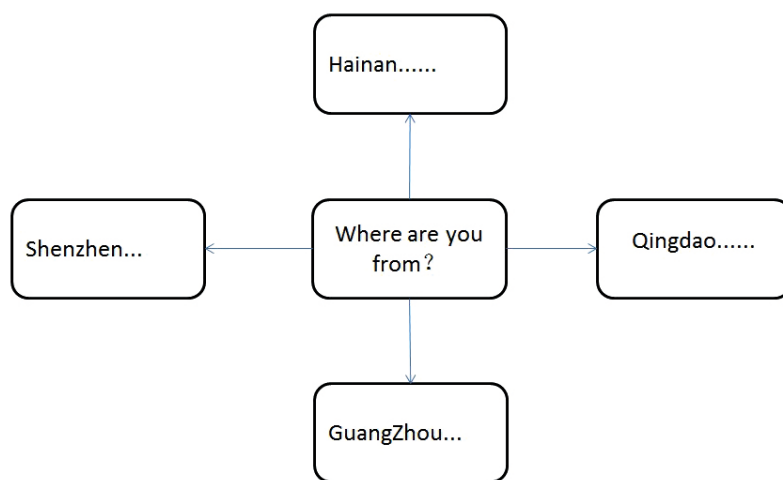 Hainan......
Shenzhen...
Where are you
from？
Qingdao......
GuangZhou...